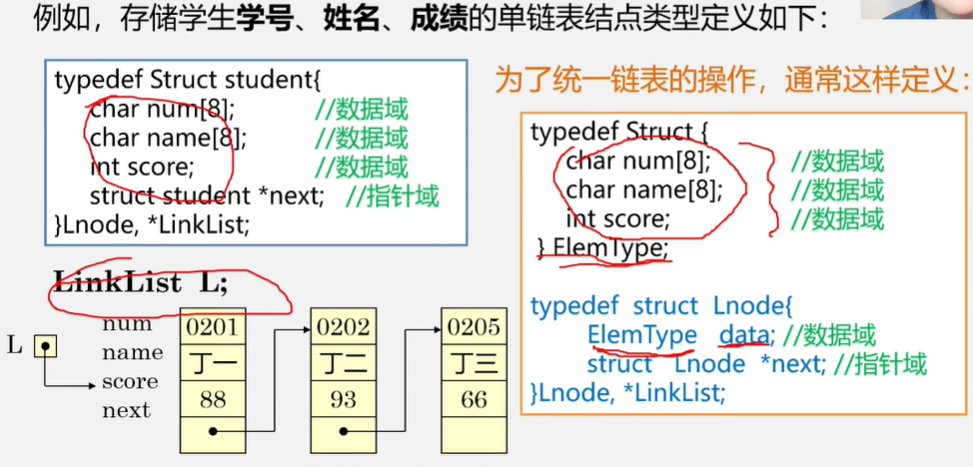 例如，存储学生学号、姓名、成绩的单链表结点类型定义如下：
typedef Struct student{
char num[8]; //数据域
char name[8]; //数据域
int score; //数据域
struct student *next; //指针域
}Lnode, *LinkList;
为了统一链表的操作，通常这样定义：
typedef Struct {
char num[8]; //数据域
char name[8]; //数据域
int score; //数据域
} ElemType;
typedef struct Lnode{
ElemType data; //数据域
struct Lnode *next; //指针域
}Lnode, *LinkList;
LinkList L;
L
num 0201 0202 0205
name 丁一 丁二 丁三
score 88 93 66
next